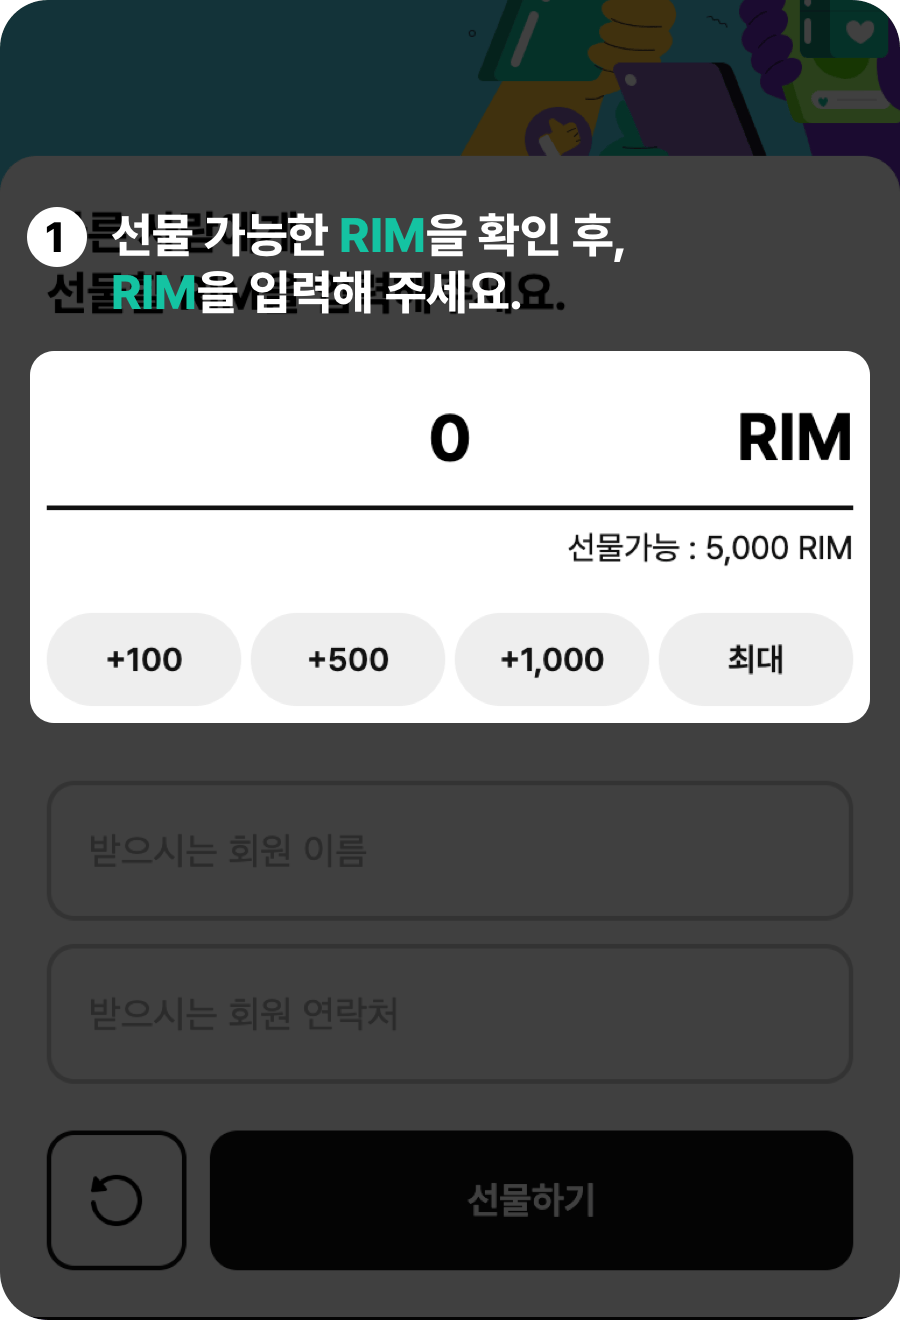 1 선물 가능한 RIM을 확인 후,
RIM을 입력해 주세요.
0 RIM
선물가능 : 5,000 RIM
+100 +500 +1,000 최대
받으시는 회원 이름
받으시는 회원 연락처
선물하기